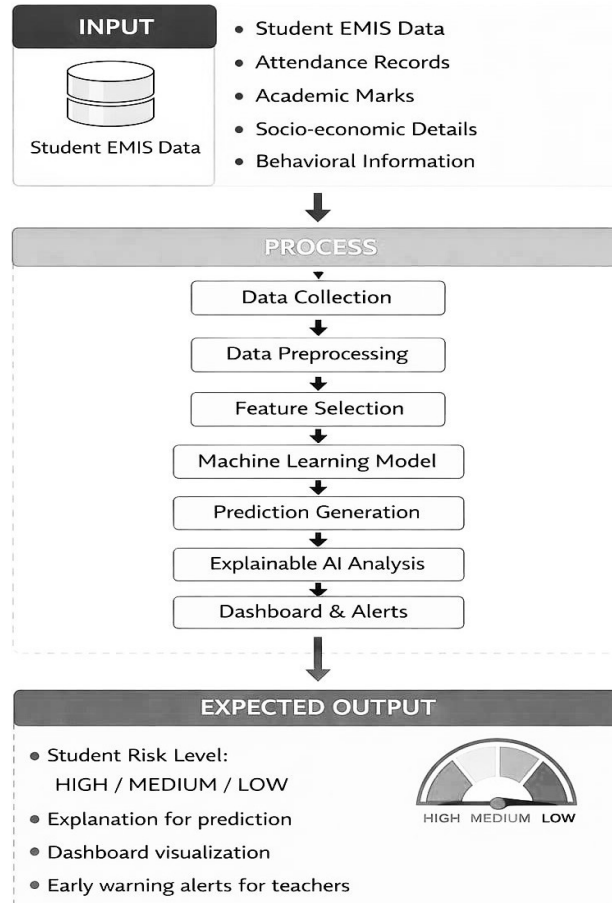 INPUT
Student EMIS Data
• Student EMIS Data
• Attendance Records
• Academic Marks
• Socio-economic Details
• Behavioral Information
PROCESS
Data Collection
Data Preprocessing
Feature Selection
Machine Learning Model
Prediction Generation
Explainable AI Analysis
Dashboard & Alerts
EXPECTED OUTPUT
• Student Risk Level:
HIGH / MEDIUM / LOW
• Explanation for prediction
• Dashboard visualization
• Early warning alerts for teachers
HIGH MEDIUM LOW